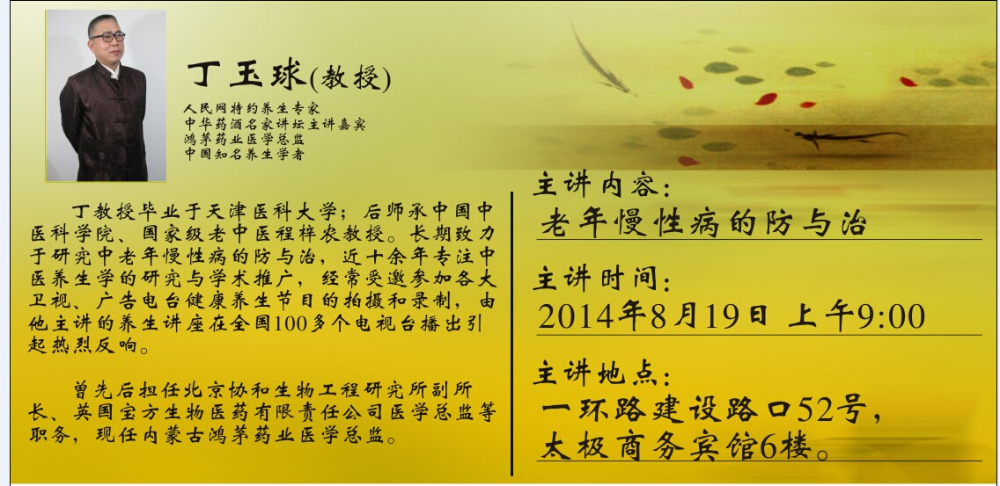 丁玉球(教授)
人民网特约养生专家
中华药酒名家讲坛主讲嘉宾
鸿茅药业医学总监
中国知名养生学者
丁教授毕业于天津医科大学；后师承中国中
医科学院、国家级老中医程梓农教授。长期致力
于研究中老年慢性病的防与治，近十余年专注中
医养生学的研究与学术推广，经常受邀参加各大
卫视、广告电台健康养生节目的拍摄和录制，由
他主讲的养生讲座在全国100多个电视台播出引
起热烈反响。
曾先后担任北京协和生物工程研究所副所
长、英国宝方生物医药有限责任公司医学总监等
职务，现任内蒙古鸿茅药业医学总监。
主讲内容：
老年慢性病的防与治
主讲时间：
2014年8月19日 上午9:00
主讲地点：
一环路建设路口52号，
太极商务宾馆6楼。